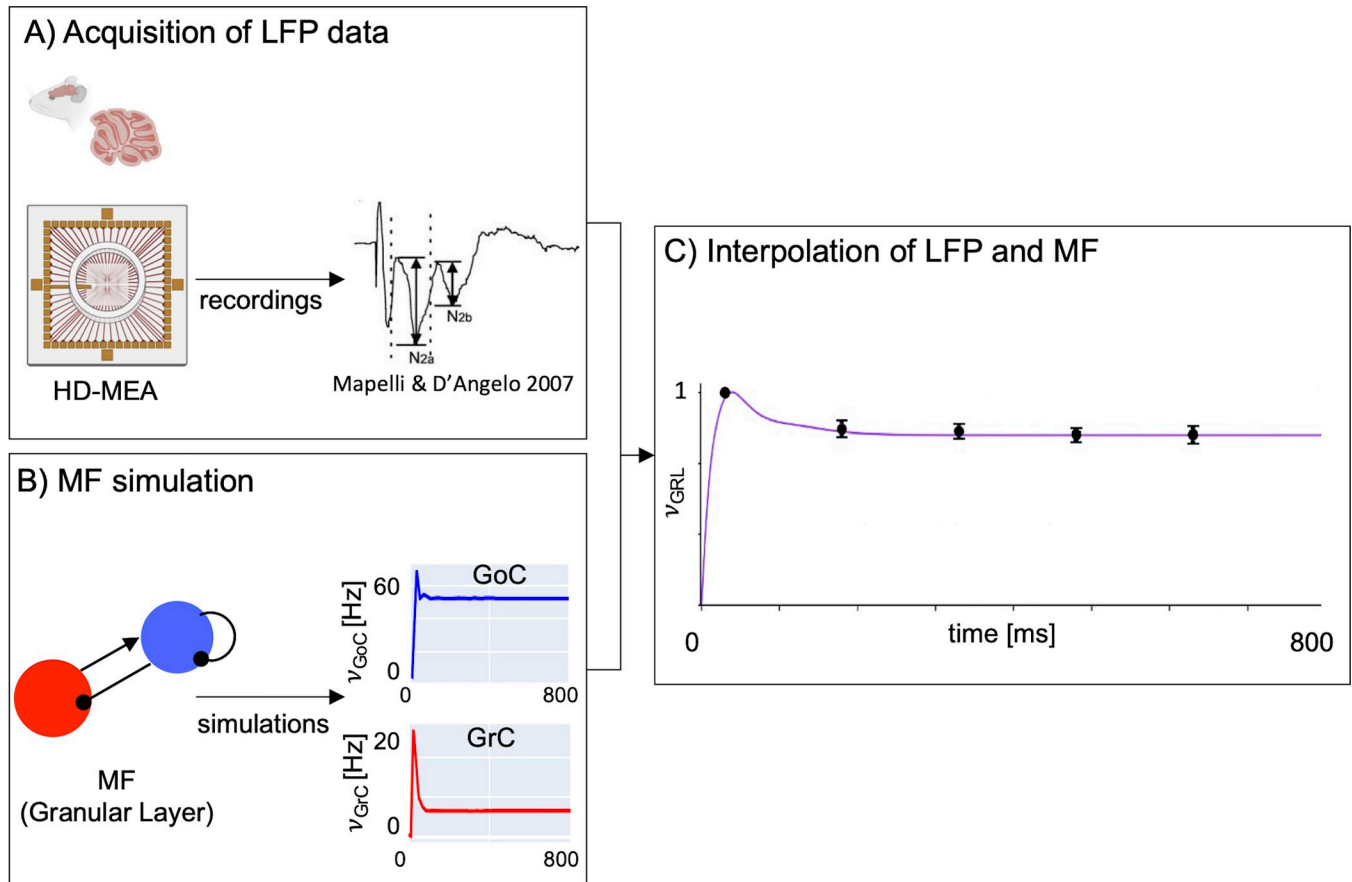 A) Acquisition of LFP data
recordings
HD-MEA
N2a
N2b
Mapelli & D'Angelo 2007
B) MF simulation
MF
(Granular Layer)
simulations
GoC
νGoC [Hz]
60
0
0
800
GrC
νGrC [Hz]
20
0
0
800
C) Interpolation of LFP and MF
1
νGRL
0
time [ms]
800